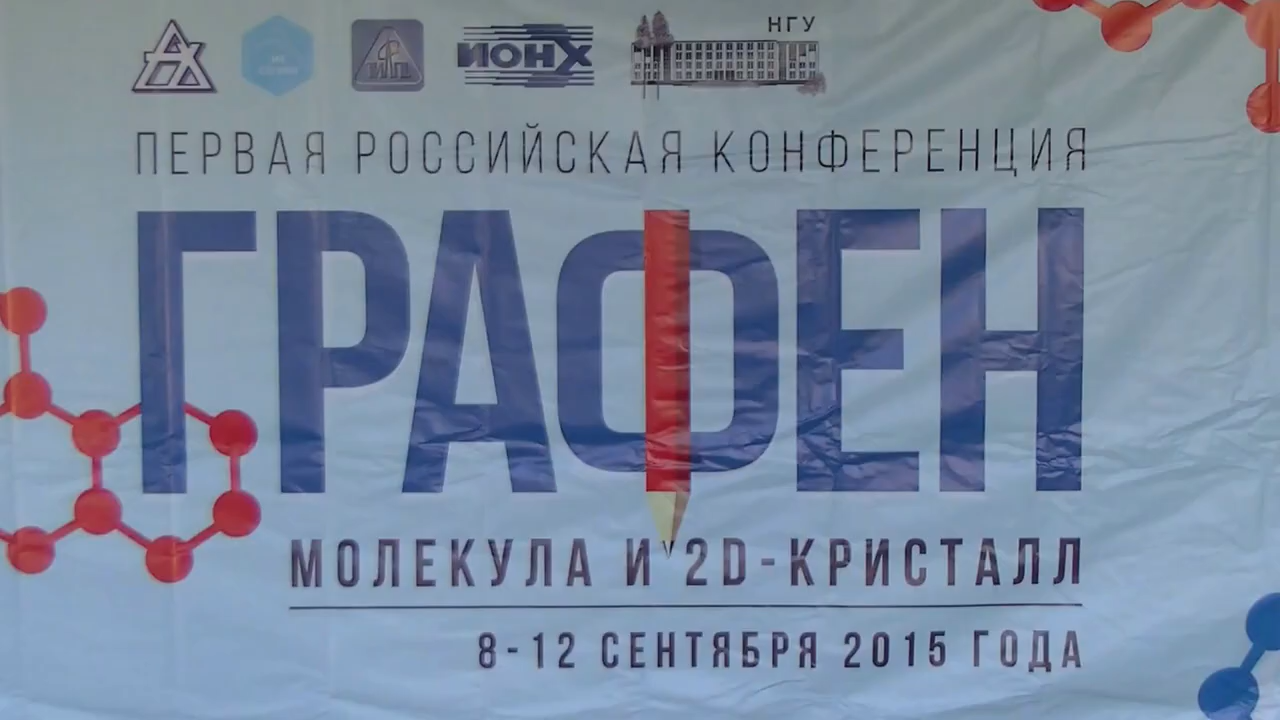 ИОНХ
НГУ
ПЕРВАЯ РОССИЙСКАЯ КОНФЕРЕНЦИЯ
ГРАФЕН
МОЛЕКУЛА И 2D-КРИСТАЛЛ
8-12 СЕНТЯБРЯ 2015 ГОДА